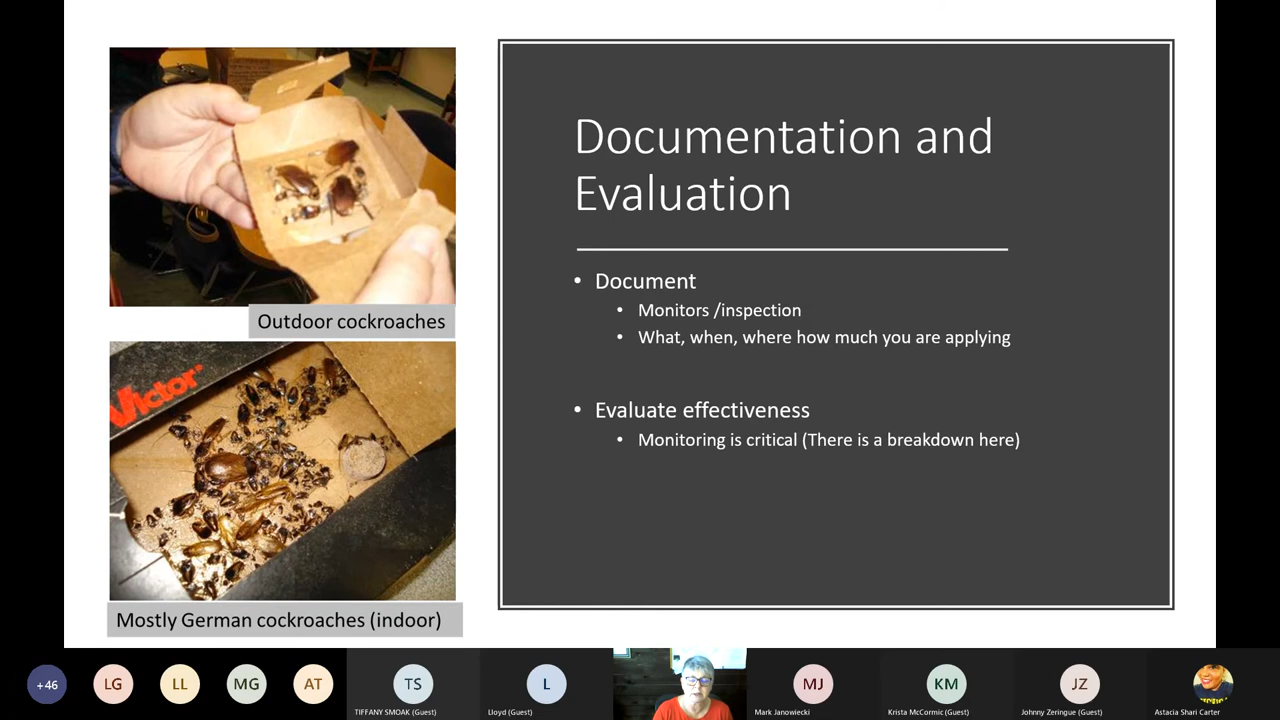 Outdoor cockroaches
Victor
Mostly German cockroaches (indoor)
Documentation and
Evaluation
• Document
• Monitors /inspection
• What, when, where how much you are applying
• Evaluate effectiveness
• Monitoring is critical (There is a breakdown here)
+46
LG
LL
MG
AT
TS
TIFFANY SMOAK (Guest)
L
Lloyd (Guest)
MJ
Mark Janowiecki
KM
Krista McCormic (Guest)
JZ
Johnny Zeringue (Guest)
Astacia Shari Carter